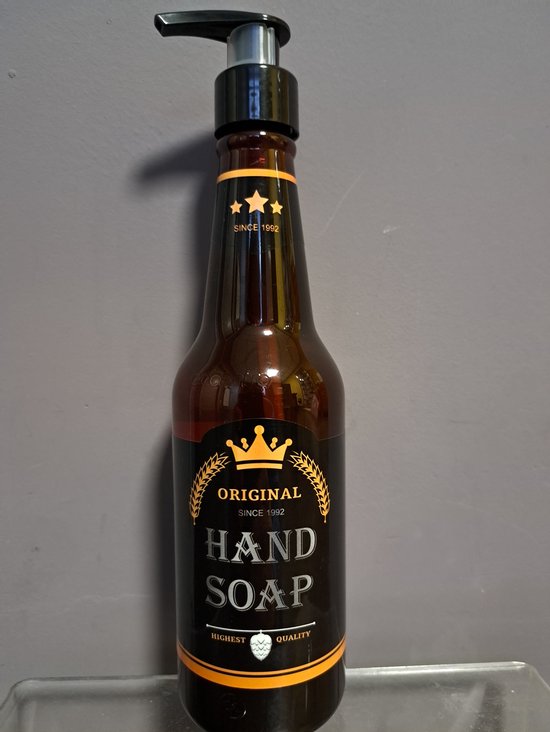 SINCE 1992
ORIGINAL
SINCE 1992
HAND
SOAP
HIGHEST QUALITY